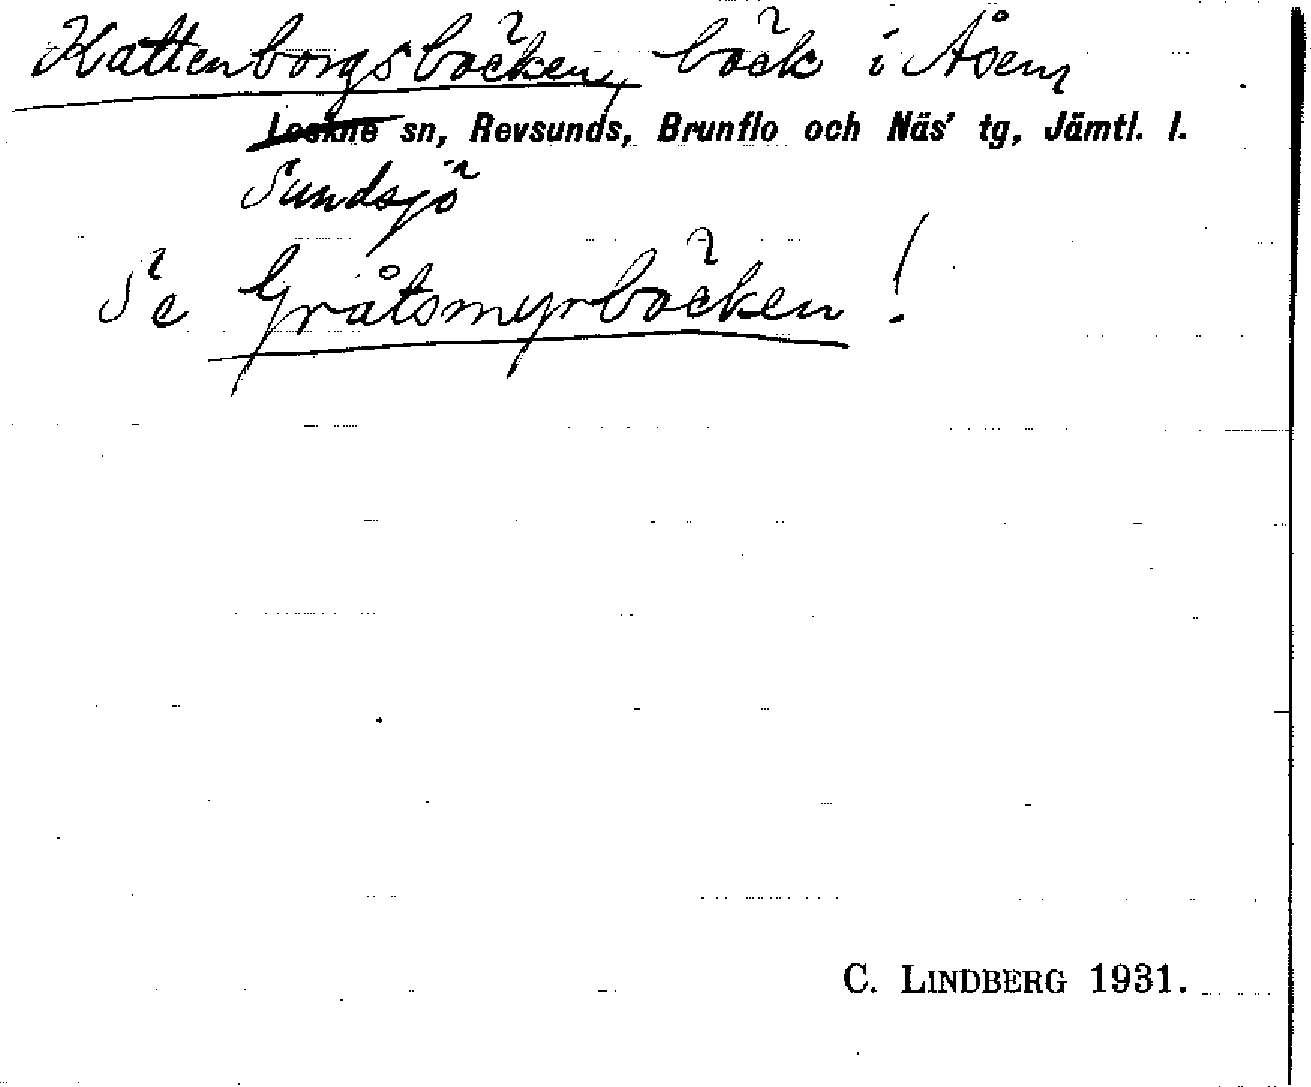 Kattenborgsbäcken, bäck i Åsen,
Lockne sn, Revsunds, Brunflo och Näs' tg, Jämtl. l.
Sundsjö
Se Gråtsmyrbäcken!
C. LINDBERG 1931.